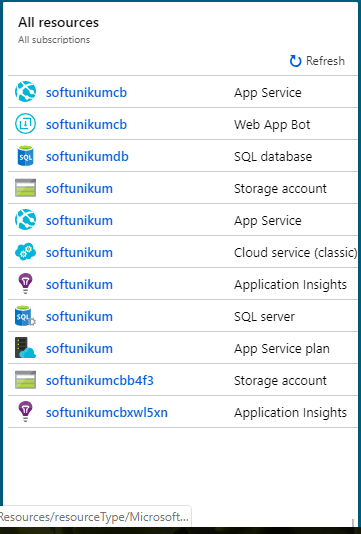 All resources
All subscriptions
Refresh
softunikumcb App Service
softunikumcb Web App Bot
softunikumdb SQL database
softunikum Storage account
softunikum App Service
softunikum Cloud service (classic)
softunikum Application Insights
softunikum SQL server
softunikum App Service plan
softunikumcbb4f3 Storage account
softunikumcbxwl5xn Application Insights
Resources/resourceType/Microsoft...